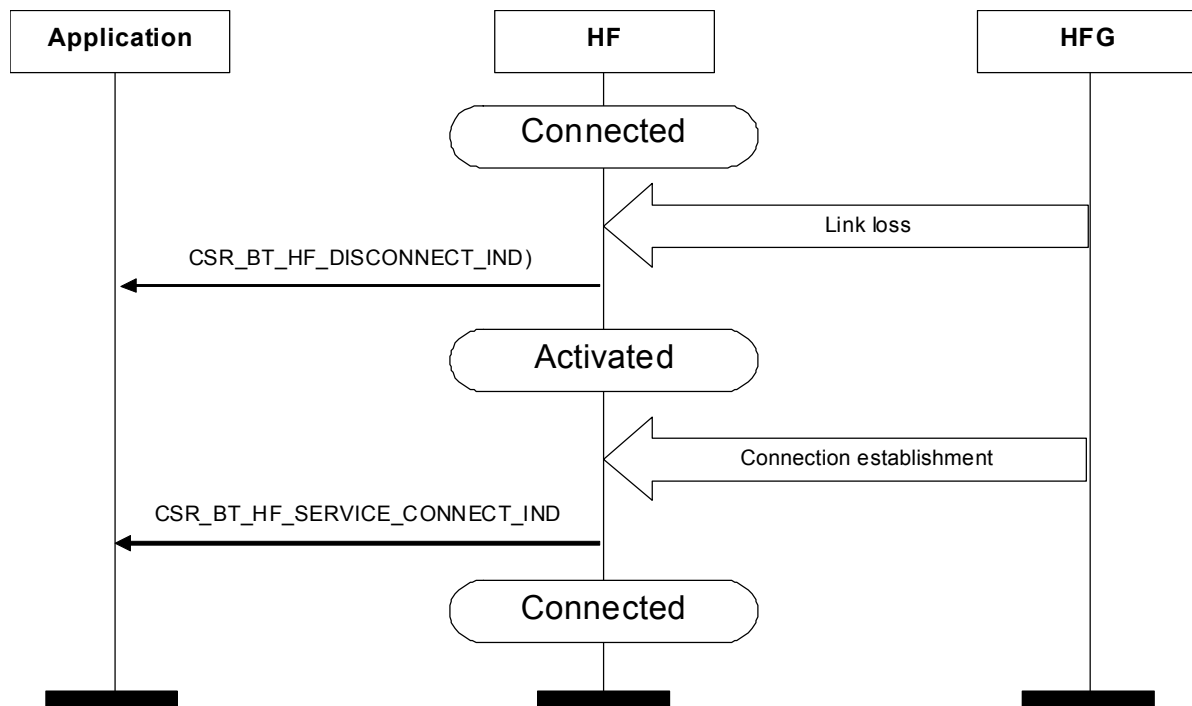 Application
HF
HFG
Connected
Link loss
CSR_BT_HF_DISCONNECT_IND)
Activated
Connection establishment
CSR_BT_HF_SERVICE_CONNECT_IND
Connected